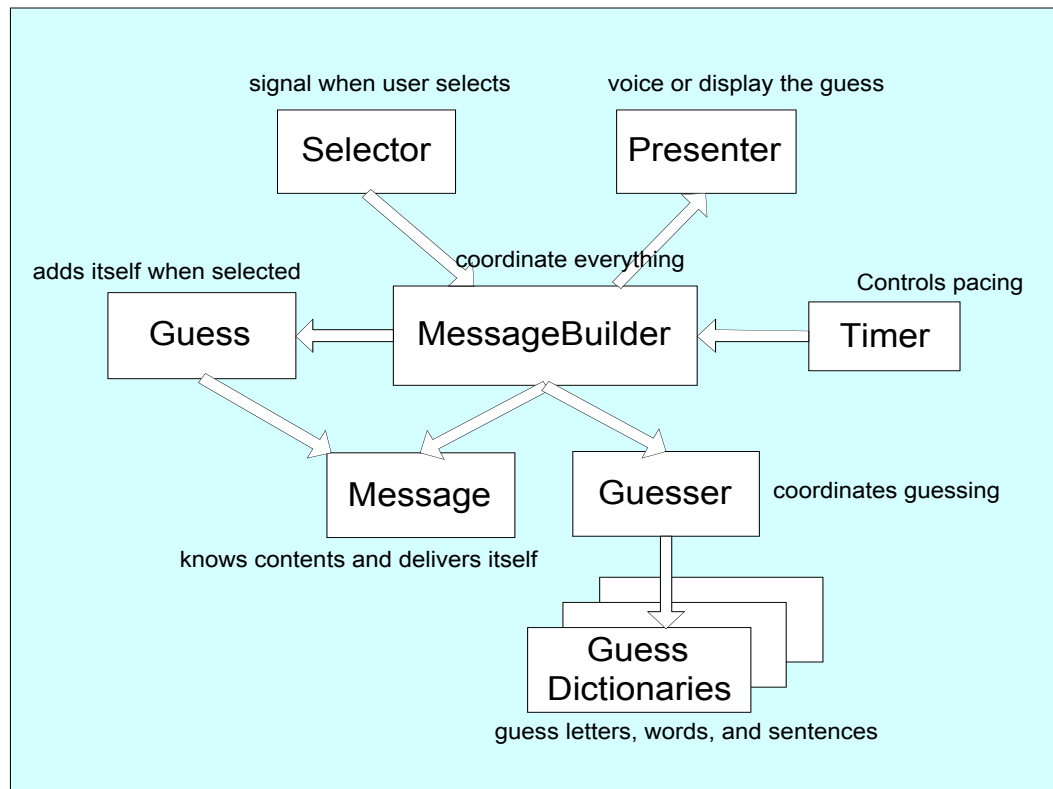 signal when user selects
voice or display the guess
Selector
Presenter
coordinate everything
adds itself when selected
Controls pacing
Guess
MessageBuilder
Timer
Message
Guesser
coordinates guessing
knows contents and delivers itself
Guess
Dictionaries
guess letters, words, and sentences